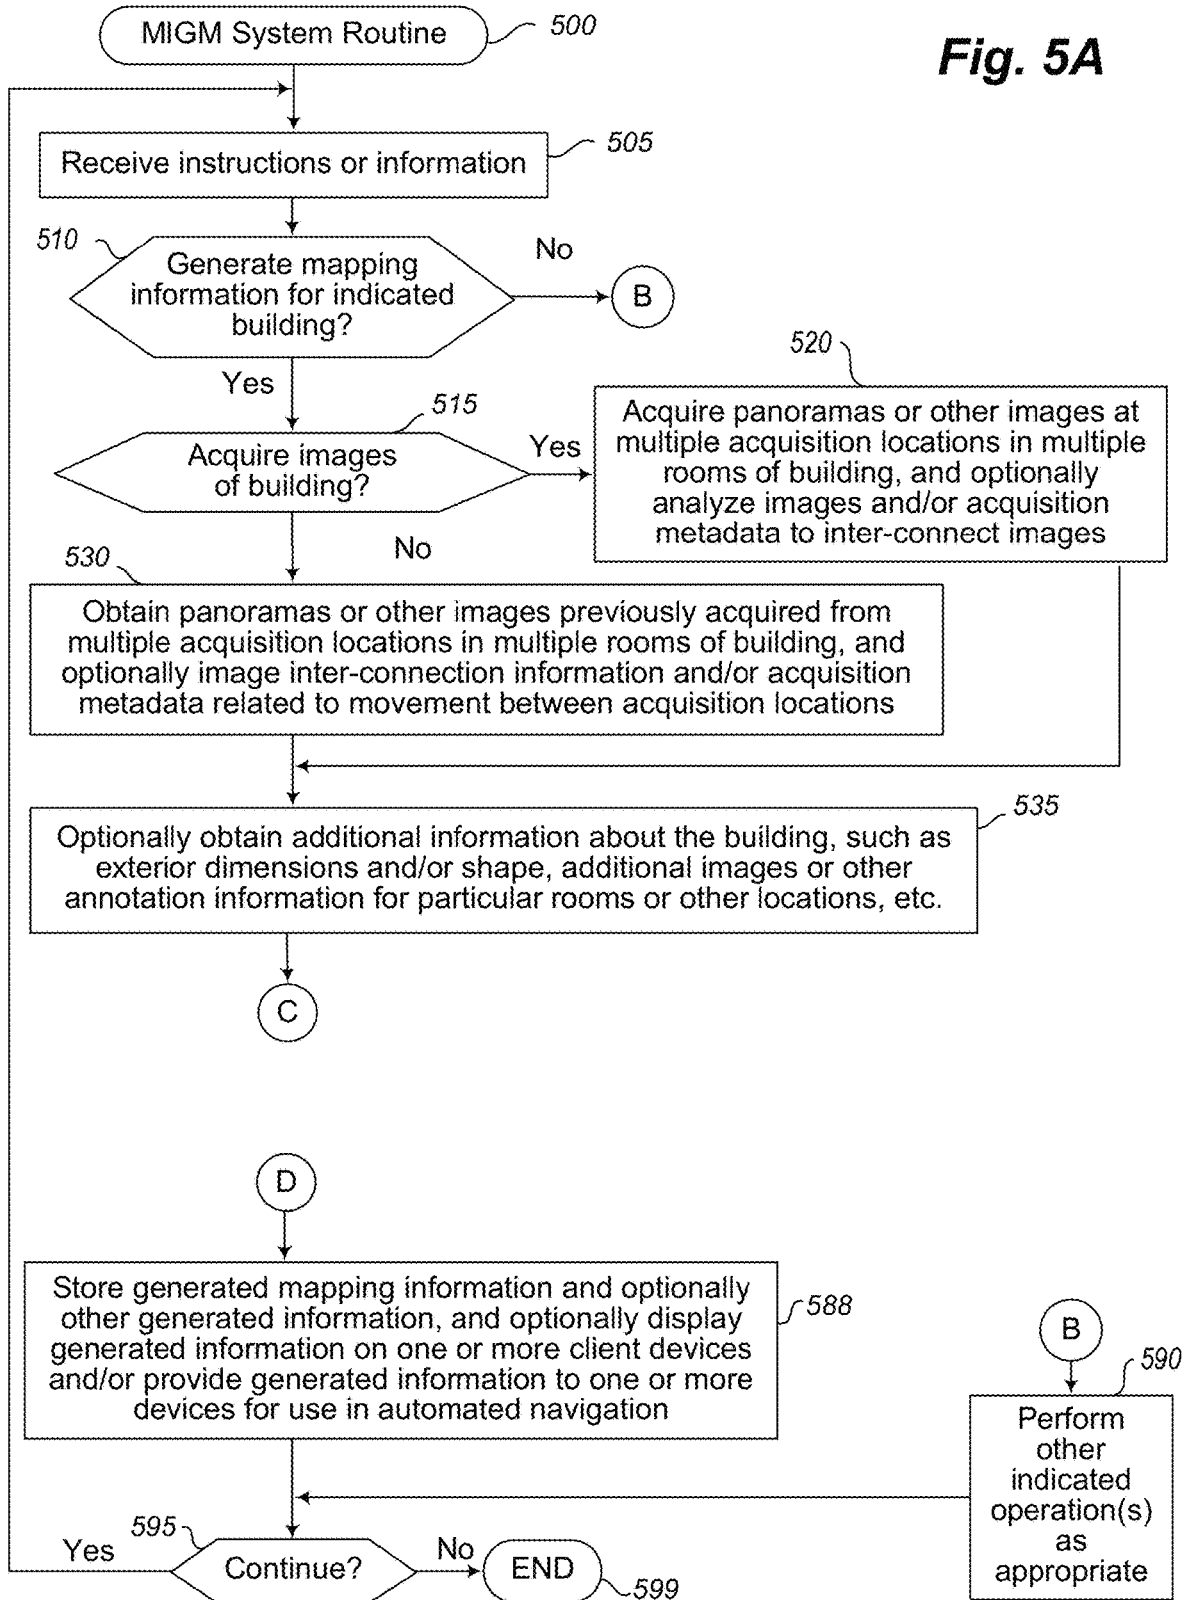 MIGM System Routine
500
Fig. 5A
Receive instructions or information
505
510
Generate mapping
information for indicated
building?
No
B
Yes
515
520
Acquire images
of building?
Yes
Acquire panoramas or other images at
multiple acquisition locations in multiple
rooms of building, and optionally
analyze images and/or acquisition
metadata to inter-connect images
No
530
Obtain panoramas or other images previously acquired from
multiple acquisition locations in multiple rooms of building, and
optionally image inter-connection information and/or acquisition
metadata related to movement between acquisition locations
535
Optionally obtain additional information about the building, such as
exterior dimensions and/or shape, additional images or other
annotation information for particular rooms or other locations, etc.
C
D
Store generated mapping information and optionally
other generated information, and optionally display
generated information on one or more client devices
and/or provide generated information to one or more
devices for use in automated navigation
588
B
590
Perform
other
indicated
operation(s)
as
appropriate
595
Yes
Continue?
No
END
599